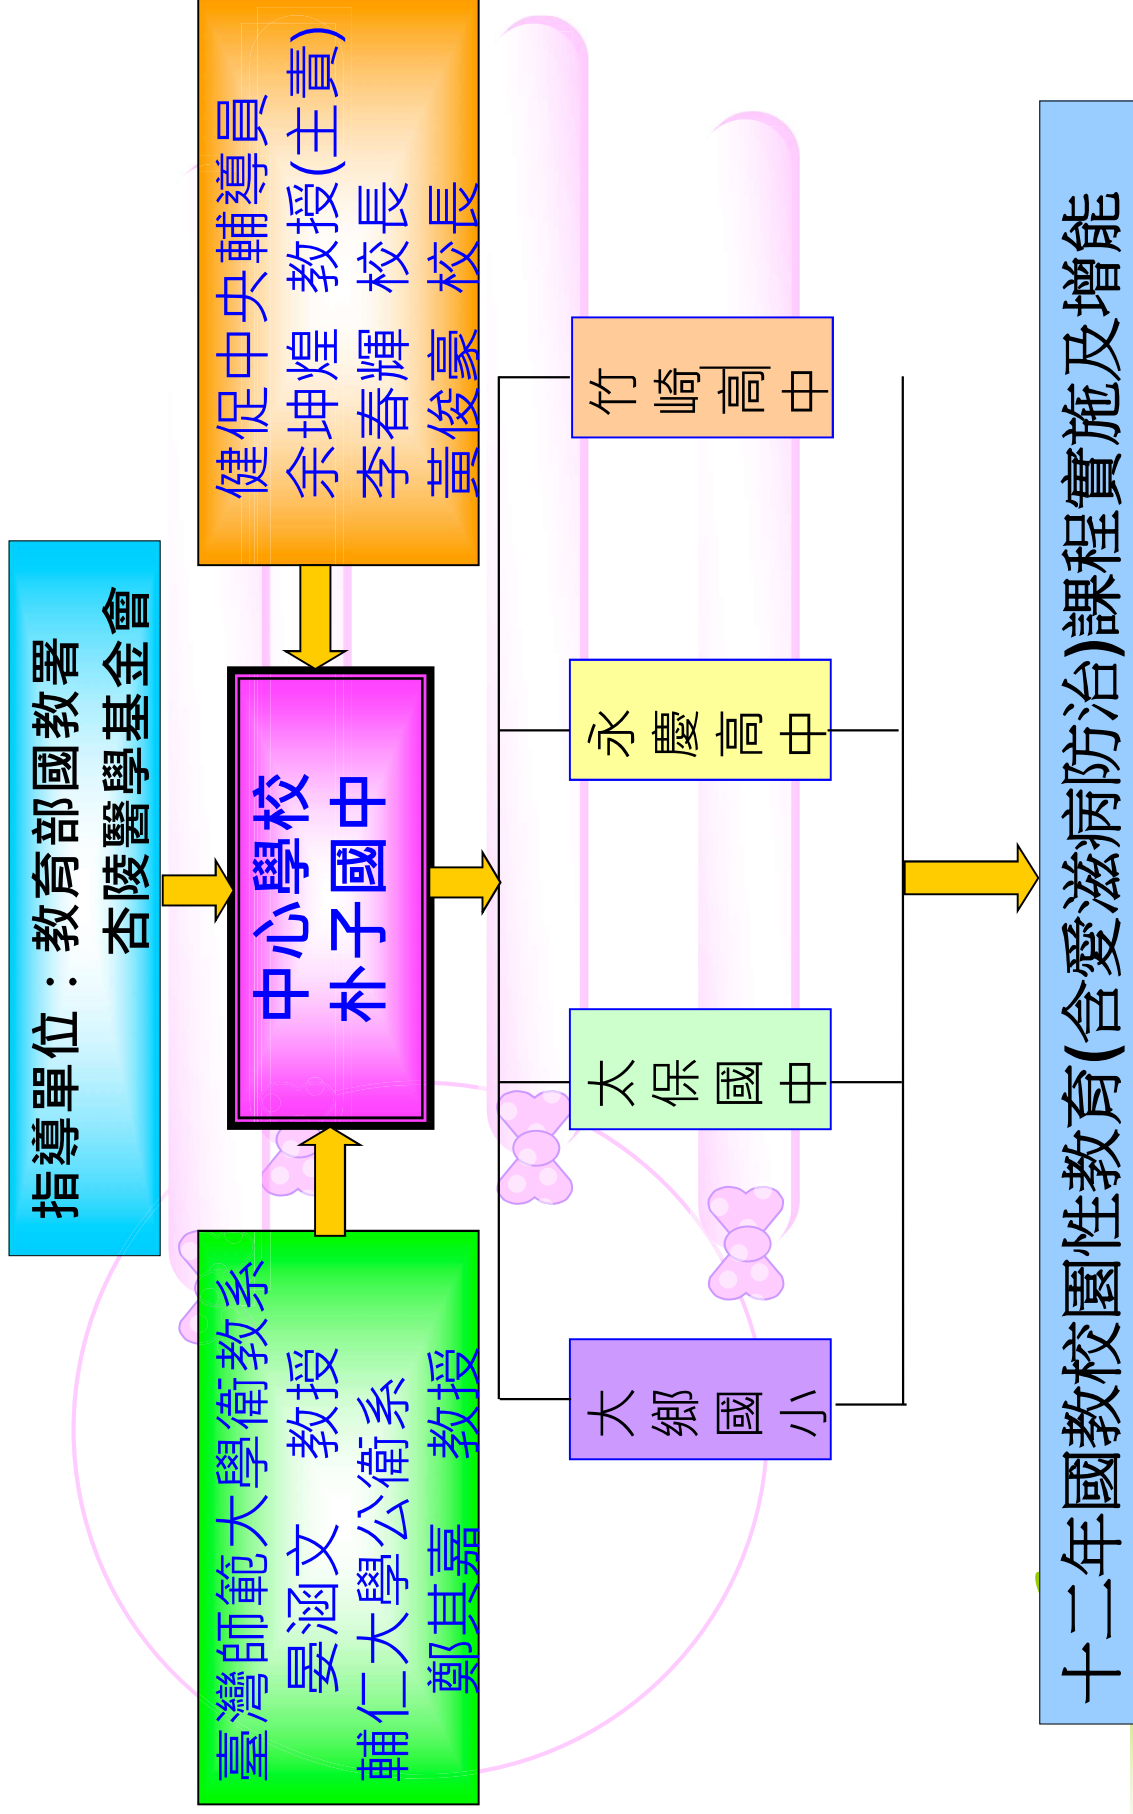 指導單位：教育部國教署
杏陵醫學基金會
臺灣師範大學衛教系
晏涵文 教授
輔仁大學公衛系
鄭其嘉 教授
中心學校
朴子國中
健促中央輔導員
余坤煌 教授(主責)
李春輝 校長
黃俊豪 校長
大鄉國小
太保國中
永慶高中
竹崎高中
十二年國教校園性教育(含愛滋病防治)課程實施及增能